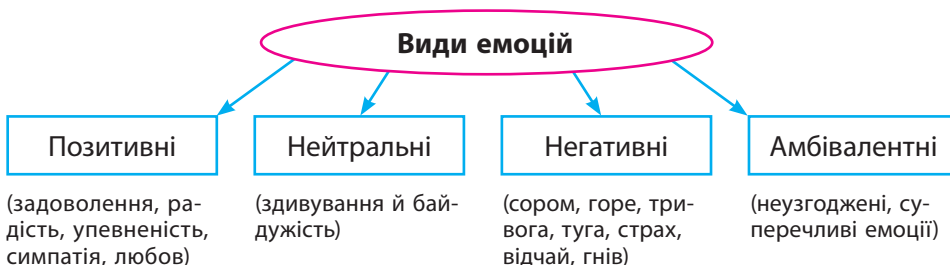 Види емоцій
Позитивні
Нейтральні
Негативні
Амбівалентні
(задоволення, ра-
дість, упевненість,
симпатія, любов)
(здивування й бай-
дужість)
(сором, горе, три-
вога, туга, страх,
відчай, гнів)
(неузгоджені, су-
перечливі емоції)